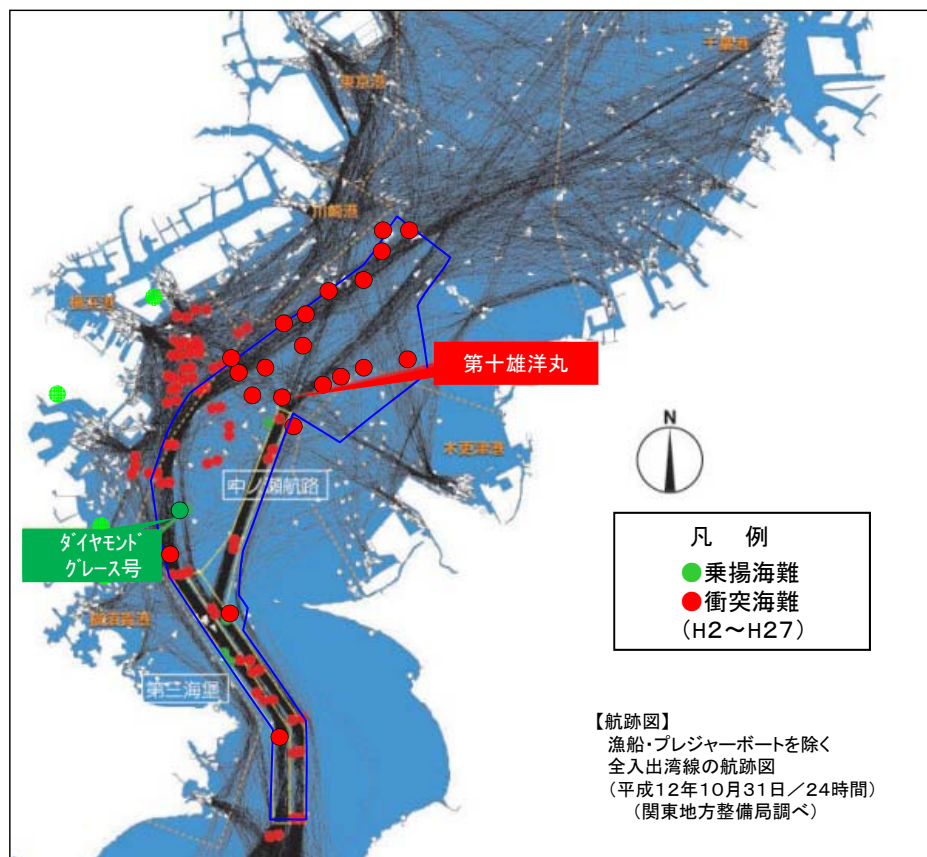 千葉港
東京港
川崎港
横浜港
第十雄洋丸
木更津港
N
中ノ瀬航路
ダイヤモンド
グレース号
横須賀港
第三海堡
凡 例
乗揚海難
衝突海難
(H2～H27)
【航跡図】
漁船・プレジャーボートを除く
全入出湾線の航跡図
(平成12年10月31日／24時間)
(関東地方整備局調べ)